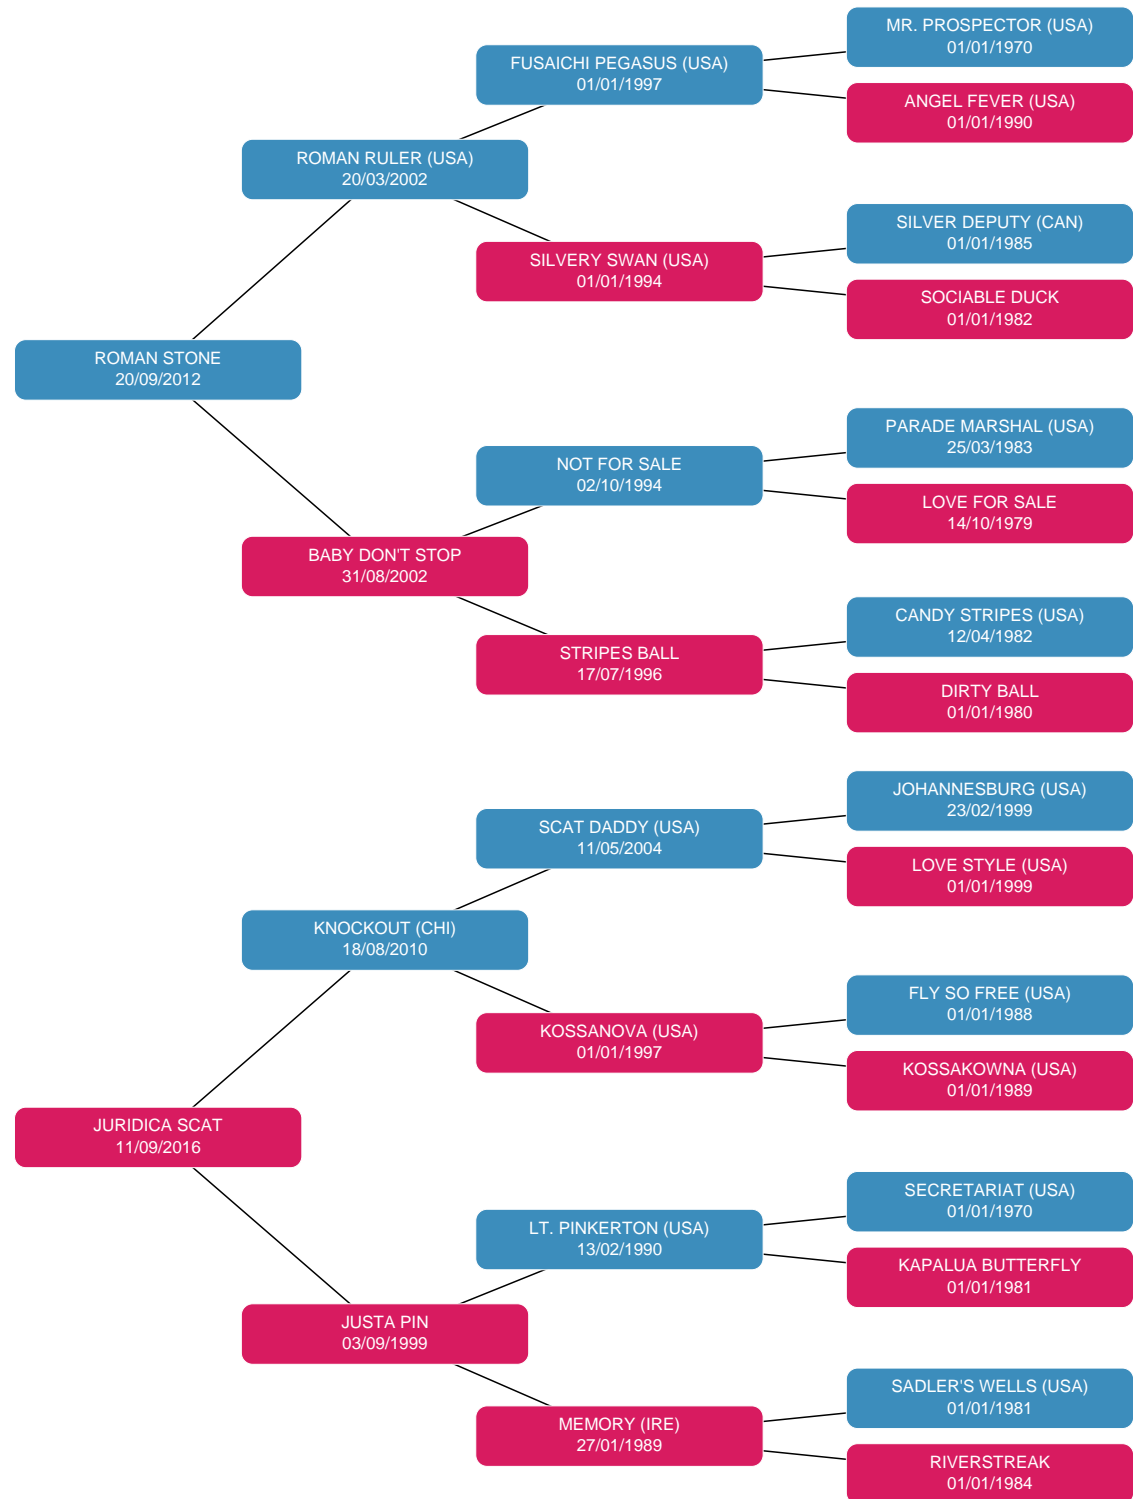 MR. PROSPECTOR (USA)
01/01/1970
FUSAICHI PEGASUS (USA)
01/01/1997
ANGEL FEVER (USA)
01/01/1990
ROMAN RULER (USA)
20/03/2002
SILVER DEPUTY (CAN)
01/01/1985
SILVERY SWAN (USA)
01/01/1994
SOCIABLE DUCK
01/01/1982
ROMAN STONE
20/09/2012
PARADE MARSHAL (USA)
25/03/1983
NOT FOR SALE
02/10/1994
LOVE FOR SALE
14/10/1979
BABY DON'T STOP
31/08/2002
CANDY STRIPES (USA)
12/04/1982
STRIPES BALL
17/07/1996
DIRTY BALL
01/01/1980
JOHANNESBURG (USA)
23/02/1999
SCAT DADDY (USA)
11/05/2004
LOVE STYLE (USA)
01/01/1999
KNOCKOUT (CHI)
18/08/2010
FLY SO FREE (USA)
01/01/1988
KOSSANOVA (USA)
01/01/1997
KOSSAKOWNA (USA)
01/01/1989
JURIDICA SCAT
11/09/2016
SECRETARIAT (USA)
01/01/1970
LT. PINKERTON (USA)
13/02/1990
KAPALUA BUTTERFLY
01/01/1981
JUSTA PIN
03/09/1999
SADLER'S WELLS (USA)
01/01/1981
MEMORY (IRE)
27/01/1989
RIVERSTREAK
01/01/1984